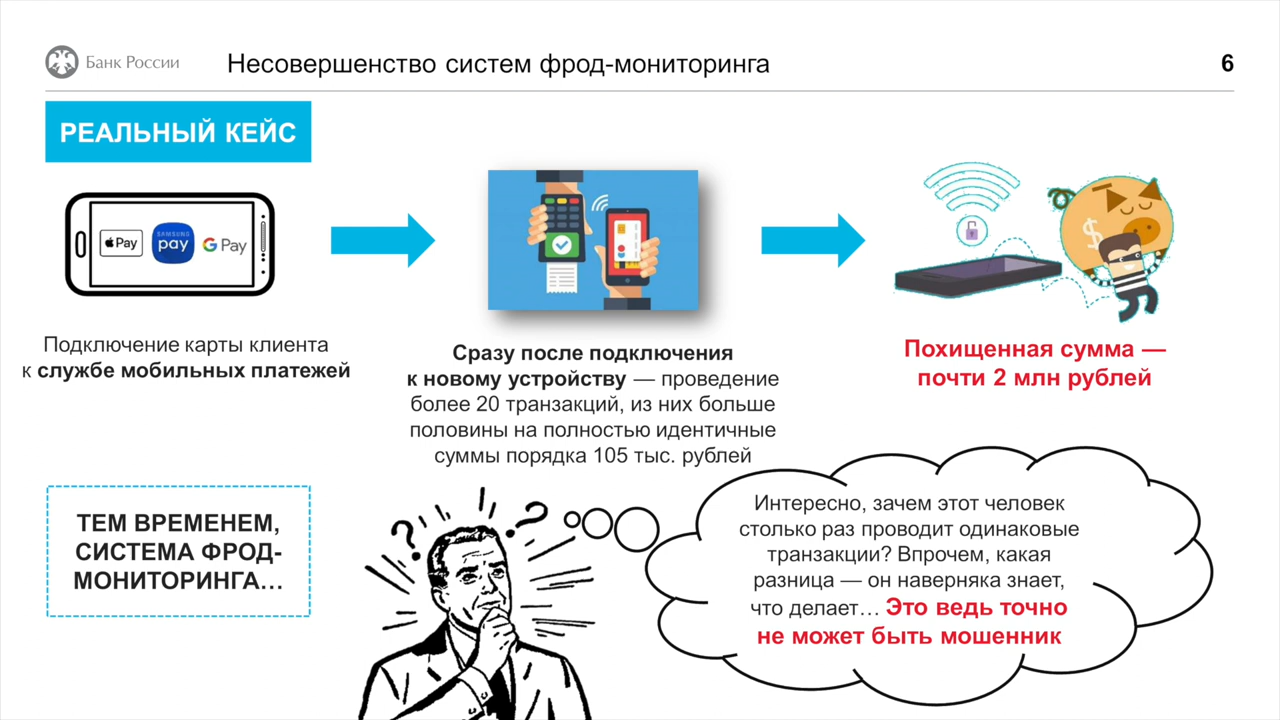 Банк России
Несовершенство систем фрод-мониторинга
6
РЕАЛЬНЫЙ КЕЙС
Pay
SAMSUNG
pay
G Pay
$
Подключение карты клиента
к службе мобильных платежей
Сразу после подключения
к новому устройству — проведение
более 20 транзакций, из них больше
половины на полностью идентичные
суммы порядка 105 тыс. рублей
Похищенная сумма —
почти 2 млн рублей
ТЕМ ВРЕМЕНЕМ,
СИСТЕМА ФРОД-
МОНИТОРИНГА…
? ?
Интересно, зачем этот человек
столько раз проводит одинаковые
транзакции? Впрочем, какая
разница — он наверняка знает,
что делает… Это ведь точно
не может быть мошенник